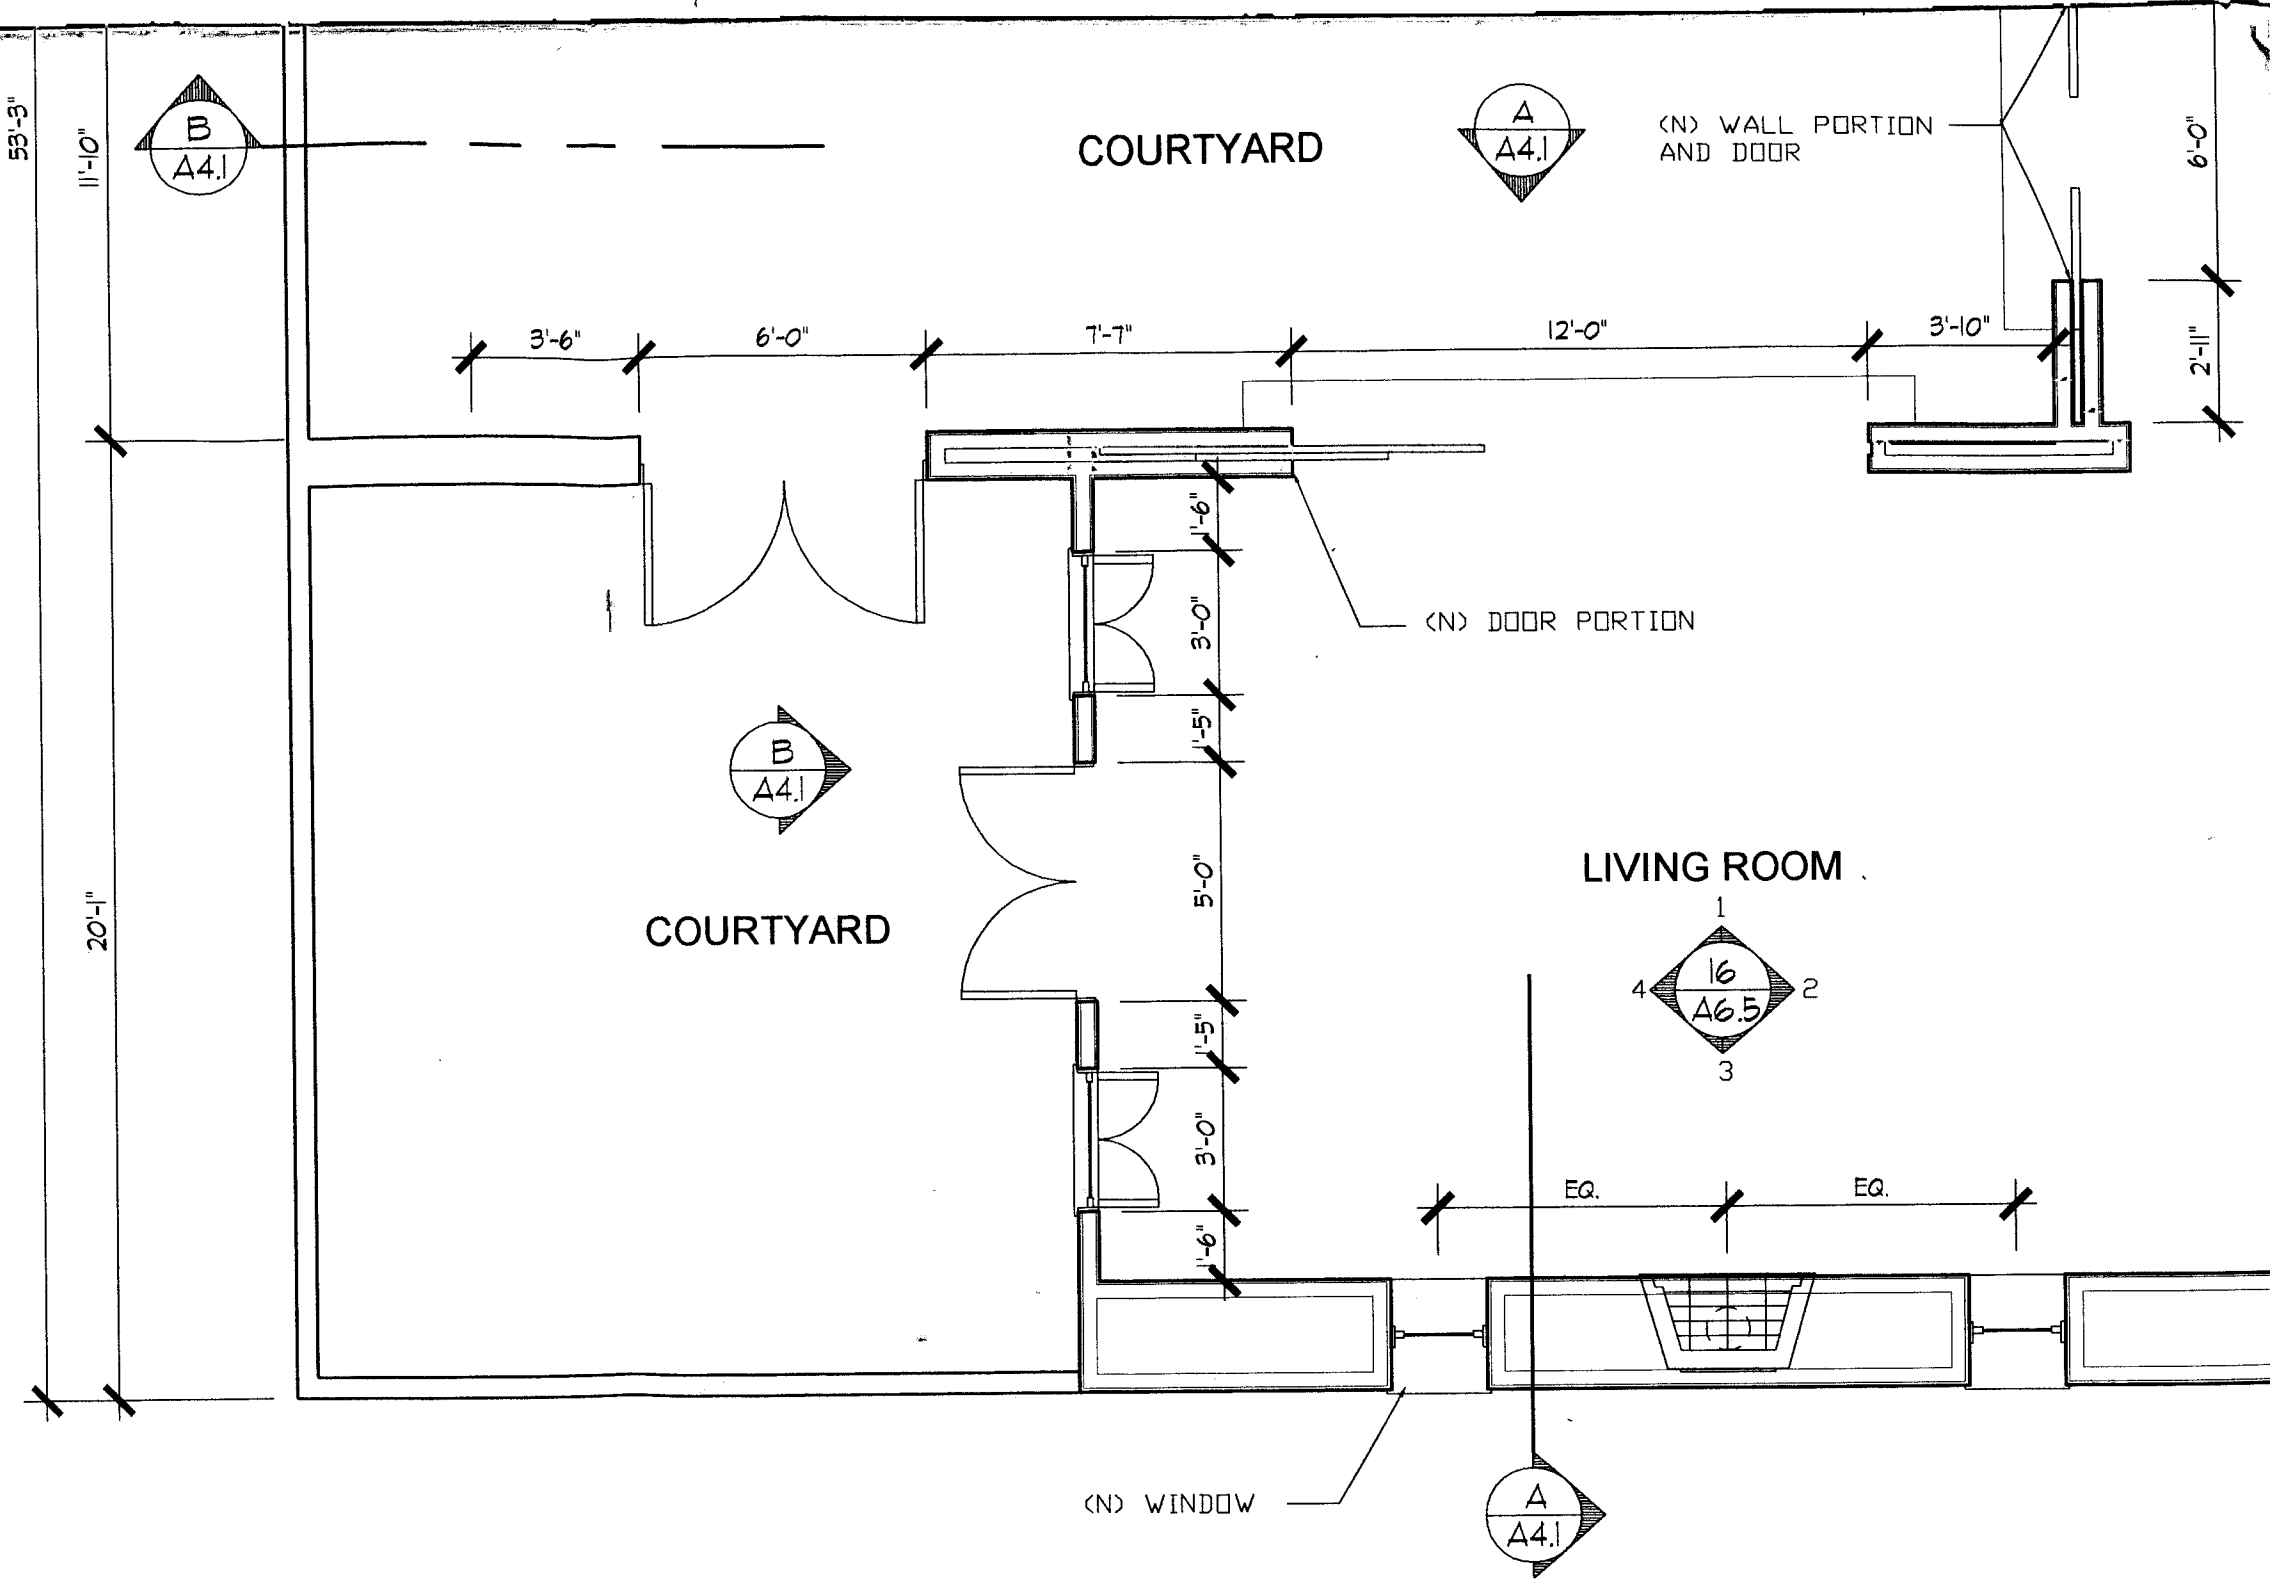 53'-3"
11'-10"
B
A4.1
COURTYARD
A
A4.1
(N) WALL PORTION
AND DOOR
6'-0"
3'-6"
6'-0"
7'-7"
12'-0"
3'-10"
2'-11"
1'-6"
3'-0"
(N) DOOR PORTION
1'-5"
B
A4.1
5'-0"
LIVING ROOM
20'-1"
COURTYARD
1
16
4
2
A6.5
3
1'-5"
3'-0"
EQ.
EQ.
1'-6"
(N) WINDOW
A
A4.1